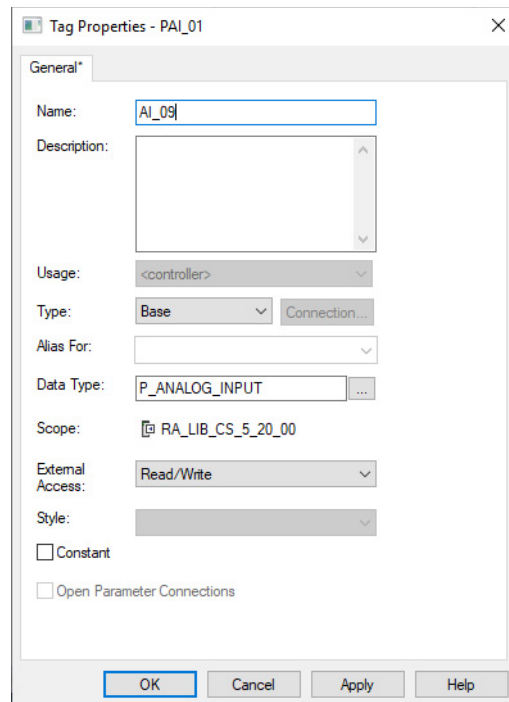 Tag Properties - PAI_01
General*
Name: AI_09
Description:
Usage: <controller>
Type: Base Connection...
Alias For:
Data Type: P_ANALOG_INPUT ...
Scope: RA_LIB_CS_5_20_00
External
Access: Read/Write
Style:
Constant
Open Parameter Connections
OK Cancel Apply Help